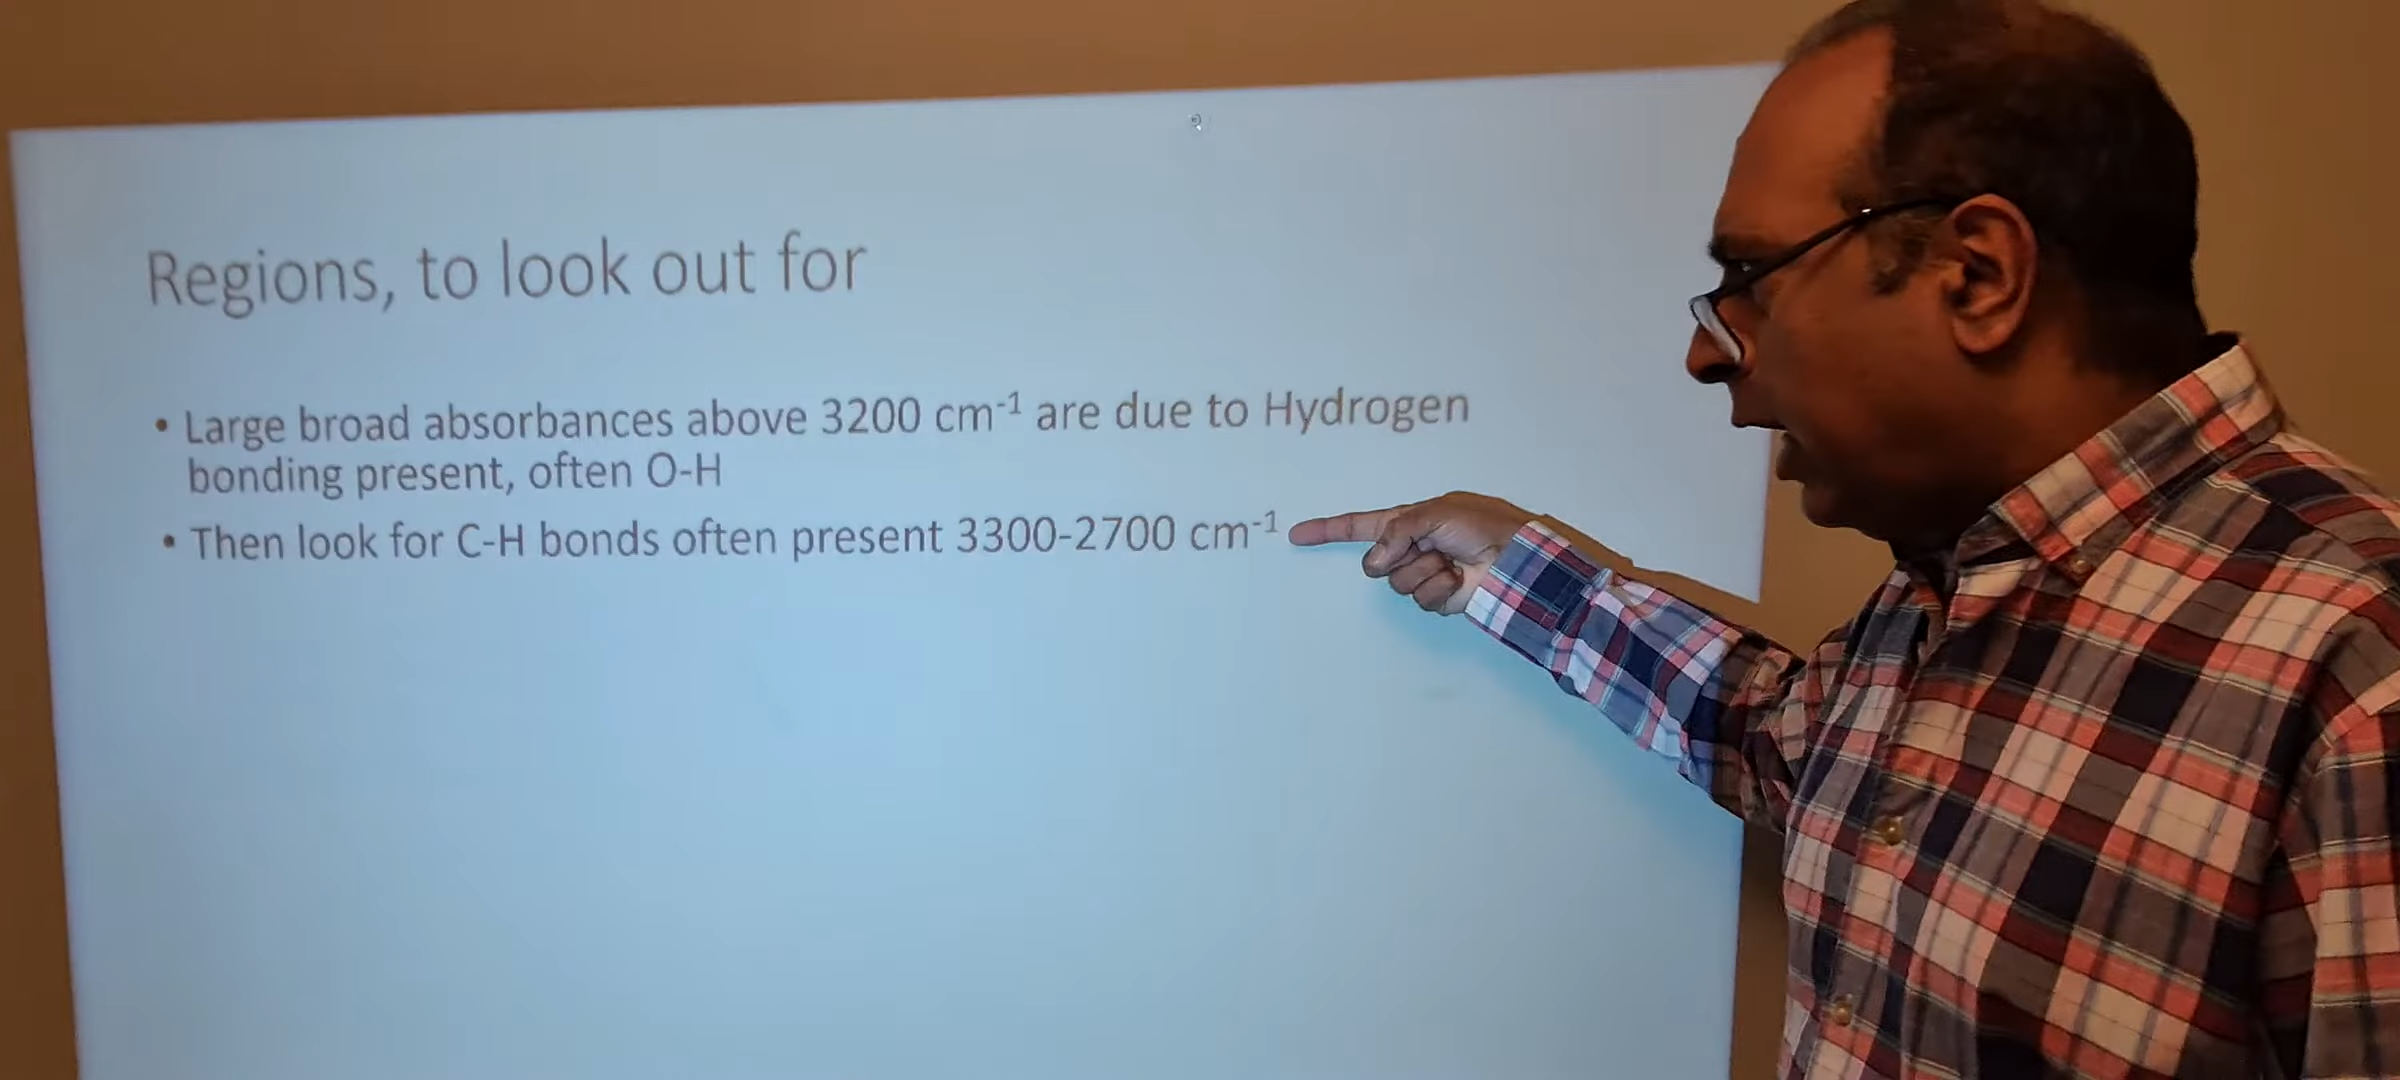 Regions, to look out for
• Large broad absorbances above 3200 cm⁻¹ are due to Hydrogen
bonding present, often O-H
• Then look for C-H bonds often present 3300-2700 cm⁻¹